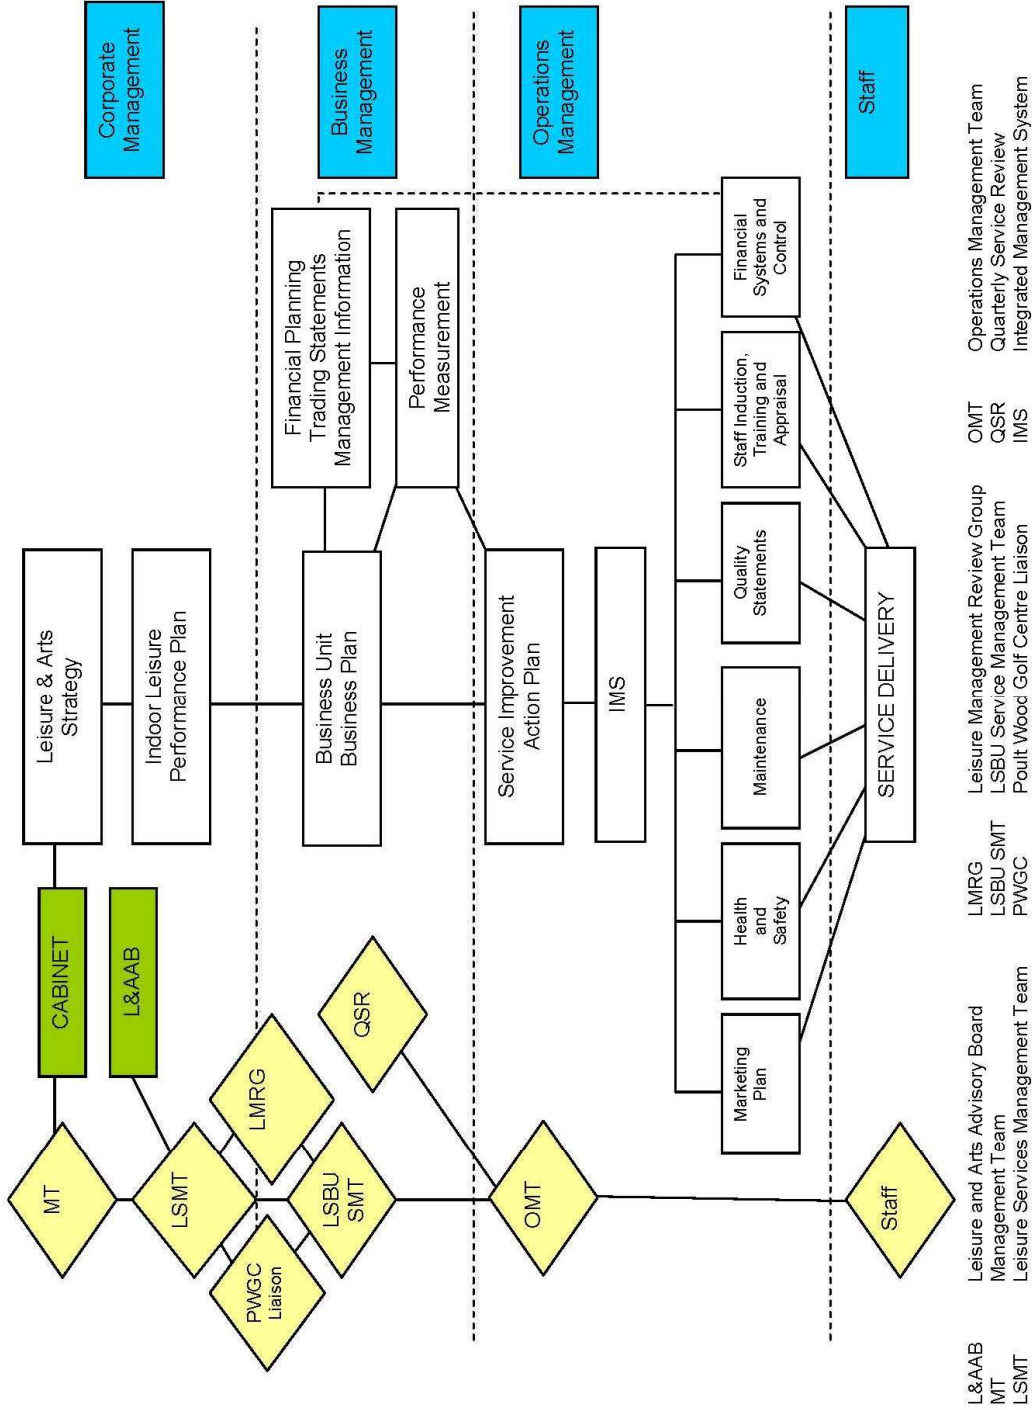 MT
CABINET
Leisure & Arts
Strategy
Corporate
Management
LSMT
L&AAB
Indoor Leisure
Performance Plan
PWGC
Liaison
LMRG
LSBU
SMT
QSR
Business Unit
Business Plan
Financial Planning
Trading Statements
Management Information
Performance
Measurement
Business
Management
OMT
Service Improvement
Action Plan
IMS
Operations
Management
Marketing
Plan
Health
and
Safety
Maintenance
Quality
Statements
Staff Induction,
Training and
Appraisal
Financial
Systems and
Control
Staff
SERVICE DELIVERY
Staff
L&AAB Leisure and Arts Advisory Board LMRG Leisure Management Review Group OMT Operations Management Team
MT Management Team LSBU SMT LSBU Service Management Team QSR Quarterly Service Review
LSMT Leisure Services Management Team PWGC Poult Wood Golf Centre Liaison IMS Integrated Management System